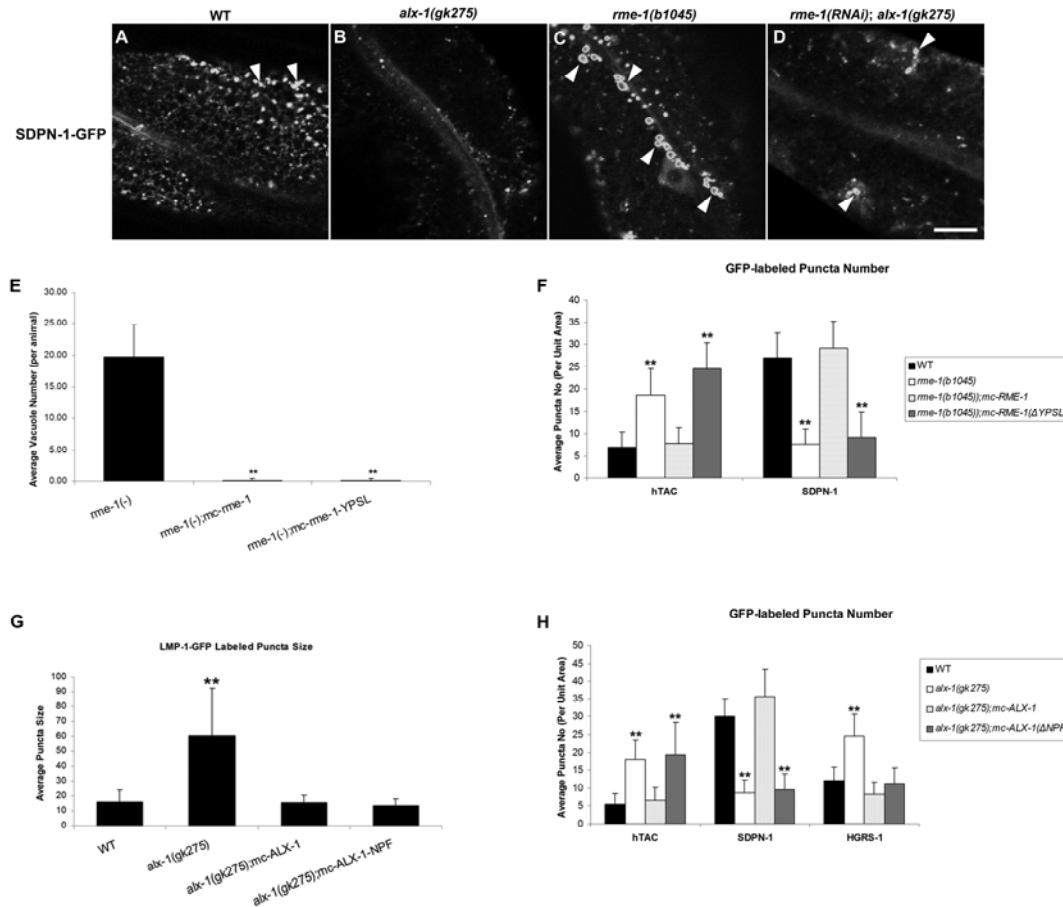 WT
alx-1(gk275)
rme-1(b1045)
rme-1(RNAi); alx-1(gk275)
A
B
C
D
SDPN-1-GFP
E
Average Vacuole Number (per animal)
30.00
25.00
20.00
15.00
10.00
5.00
0.00
**
**
rme-1(-)
rme-1(-);mc-rme-1
rme-1(-);mc-rme-1-YPSL
GFP-labeled Puncta Number
F
Average Puncta No (Per Unit Area)
40
35
30
25
20
15
10
5
0
**
**
**
**
hTAC
SDPN-1
WT
rme-1(b1045)
rme-1(b1045));mc-RME-1
rme-1(b1045));mc-RME-1(ΔYPSL
G
LMP-1-GFP Labeled Puncta Size
Average Puncta Size
100
90
80
70
60
50
40
30
20
10
0
**
WT
alx-1(gk275)
alx-1(gk275);mc-ALX-1
alx-1(gk275);mc-ALX-1-NPF
GFP-labeled Puncta Number
H
Average Puncta No (Per Unit Area)
50
45
40
35
30
25
20
15
10
5
0
**
**
**
**
**
hTAC
SDPN-1
HGRS-1
WT
alx-1(gk275)
alx-1(gk275);mc-ALX-1
alx-1(gk275);mc-ALX-1(ΔNPF